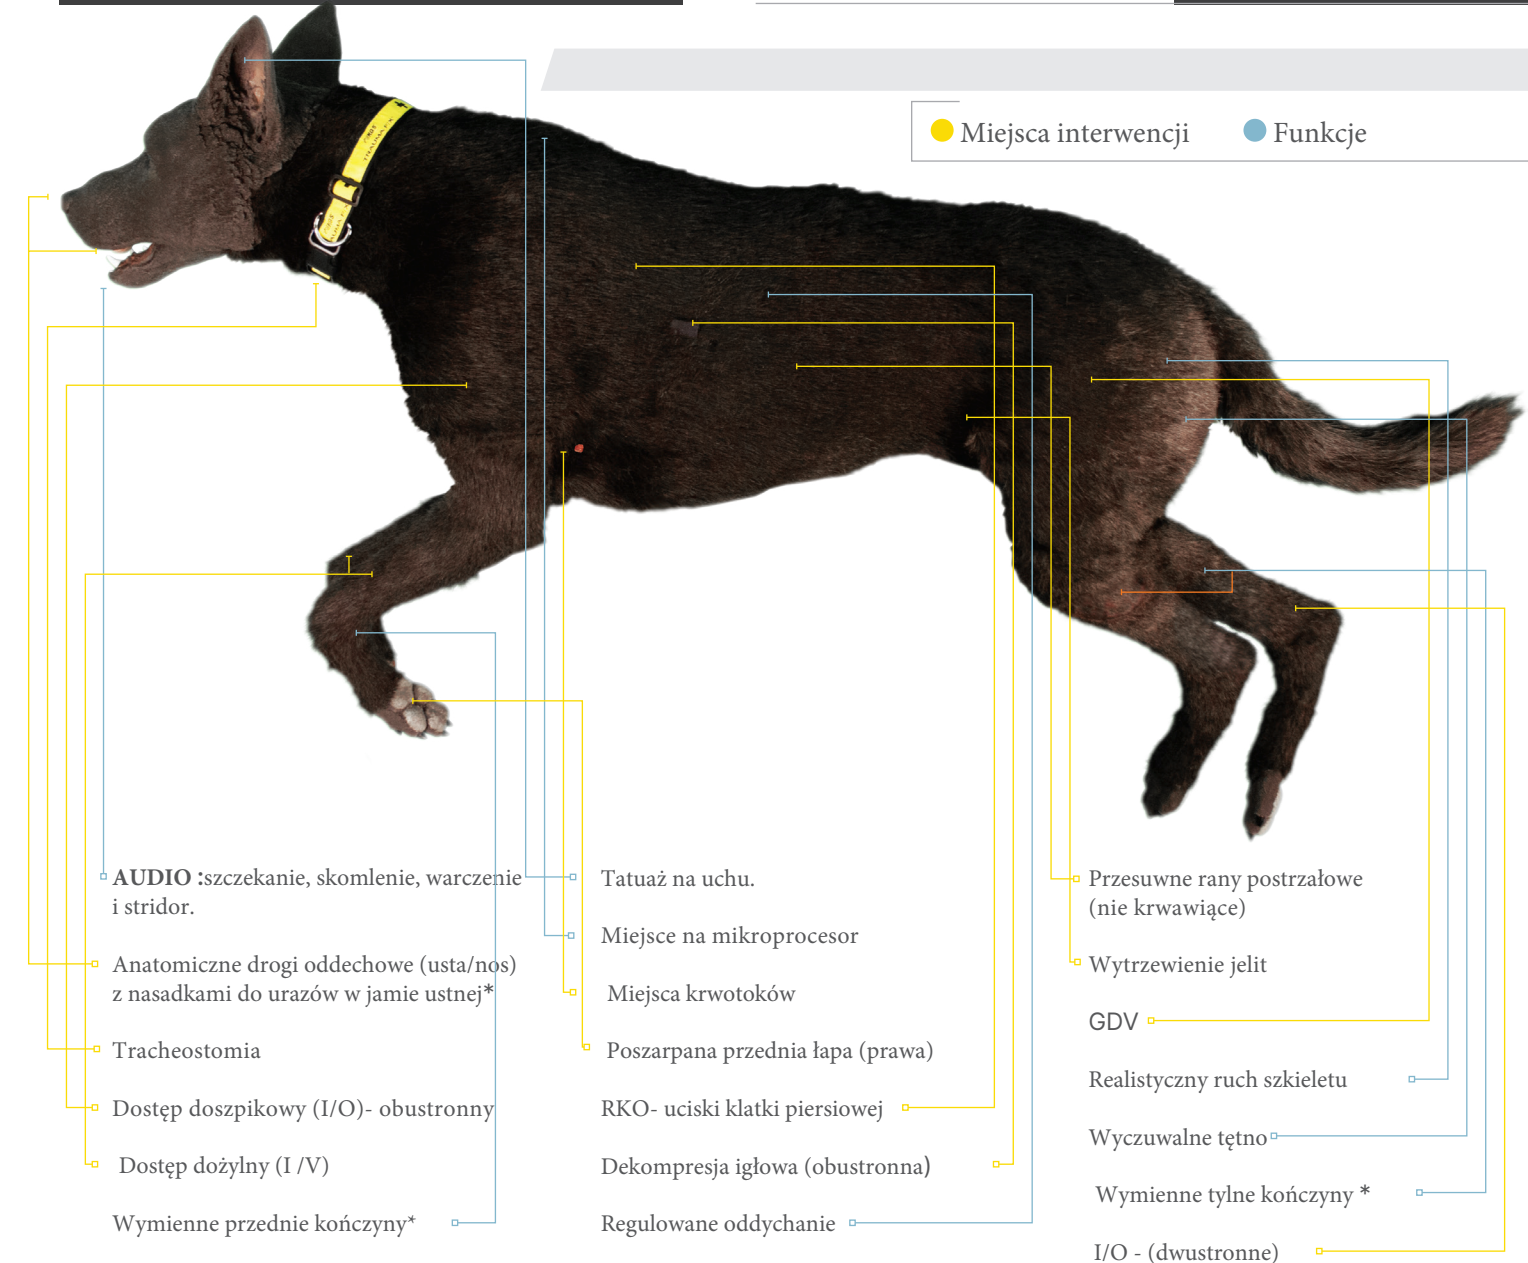 Miejsca interwencji
Funkcje
AUDIO :szczekanie, skomlenie, warczenie
i stridor.
Anatomiczne drogi oddechowe (usta/nos)
z nasadkami do urazów w jamie ustnej*
Tracheostomia
Dostęp doszpikowy (I/O)- obustronny
Dostęp dożylny (I /V)
Wymienne przednie kończyny*
Tatuaż na uchu.
Miejsce na mikroprocesor
Miejsca krwotoków
Poszarpana przednia łapa (prawa)
RKO- uciski klatki piersiowej
Dekompresja igłowa (obustronna)
Regulowane oddychanie
Przesuwne rany postrzałowe
(nie krwawiące)
Wytrzewienie jelit
GDV
Realistyczny ruch szkieletu
Wyczuwalne tętno
Wymienne tylne kończyny *
I/O - (dwustronne)